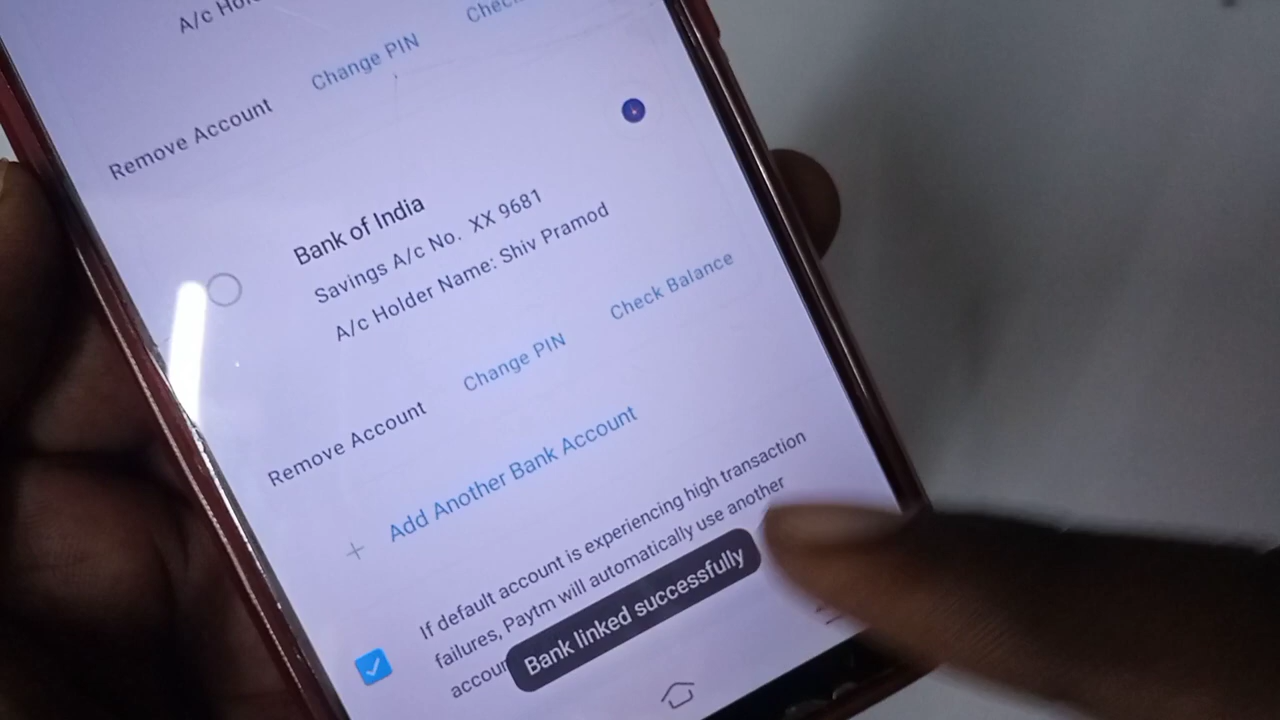 A/c
Change PIN
Remove Account
Bank of India
Savings A/c No. XX 9681
A/c Holder Name: Shiv Pramod
Check Balance
Change PIN
Remove Account
+ Add Another Bank Account
If default account is experiencing high transaction
failures, Paytm will automatically use another
Bank linked successfully